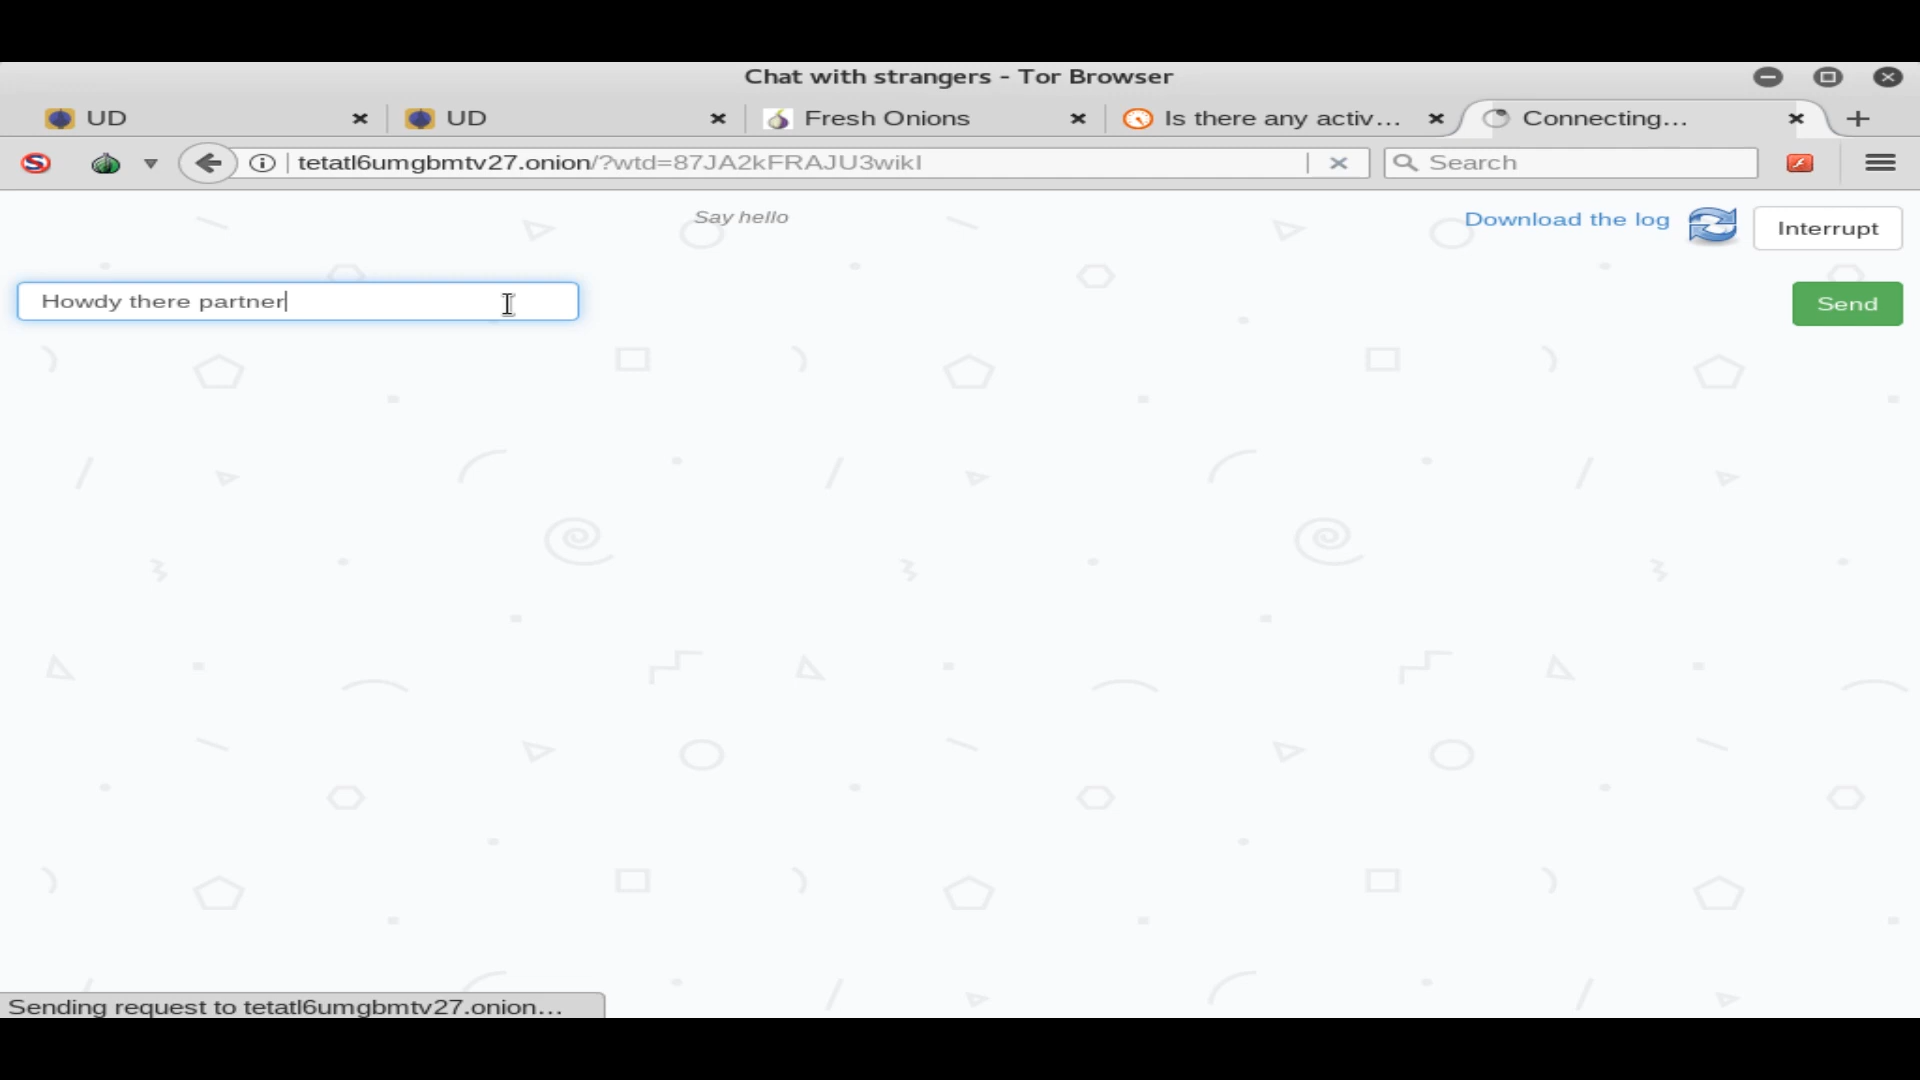 Chat with strangers - Tor Browser
UD
UD
Fresh Onions
Is there any activ...
Connecting...
tetatl6umgbmtv27.onion/?wtd=87JA2kFRAJU3wikI
Search
Say hello
Download the log
Interrupt
Howdy there partner
Send
Sending request to tetatl6umgbmtv27.onion...